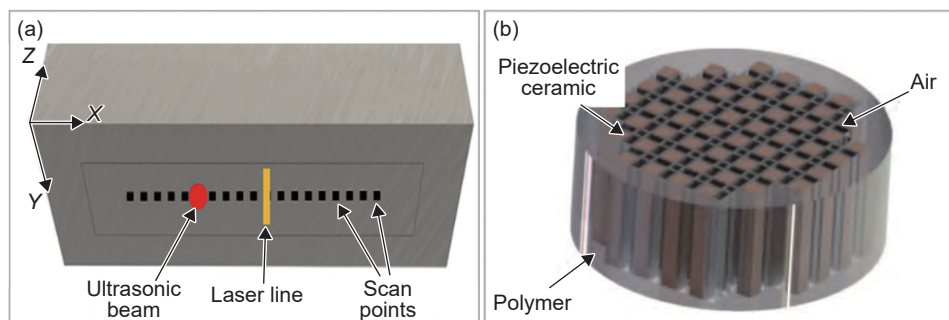 (a)
Z
X
Y
Ultrasonic
beam
Laser line
Scan
points
(b)
Piezoelectric
ceramic
Air
Polymer